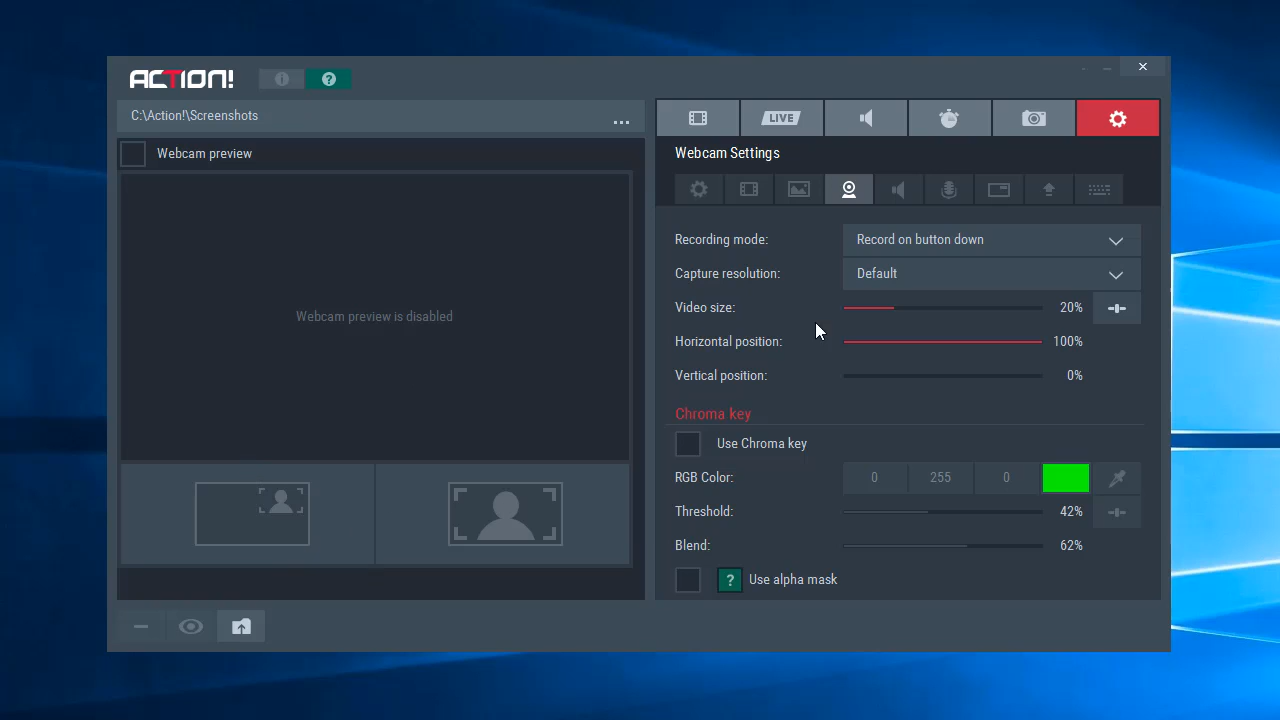 ACTION!
C:\Action!\Screenshots
...
LIVE
Webcam preview
Webcam Settings
Webcam preview is disabled
Recording mode:
Record on button down
Capture resolution:
Default
Video size:
20%
Horizontal position:
100%
Vertical position:
0%
Chroma key
Use Chroma key
RGB Color:
0
255
0
Threshold:
42%
Blend:
62%
? Use alpha mask